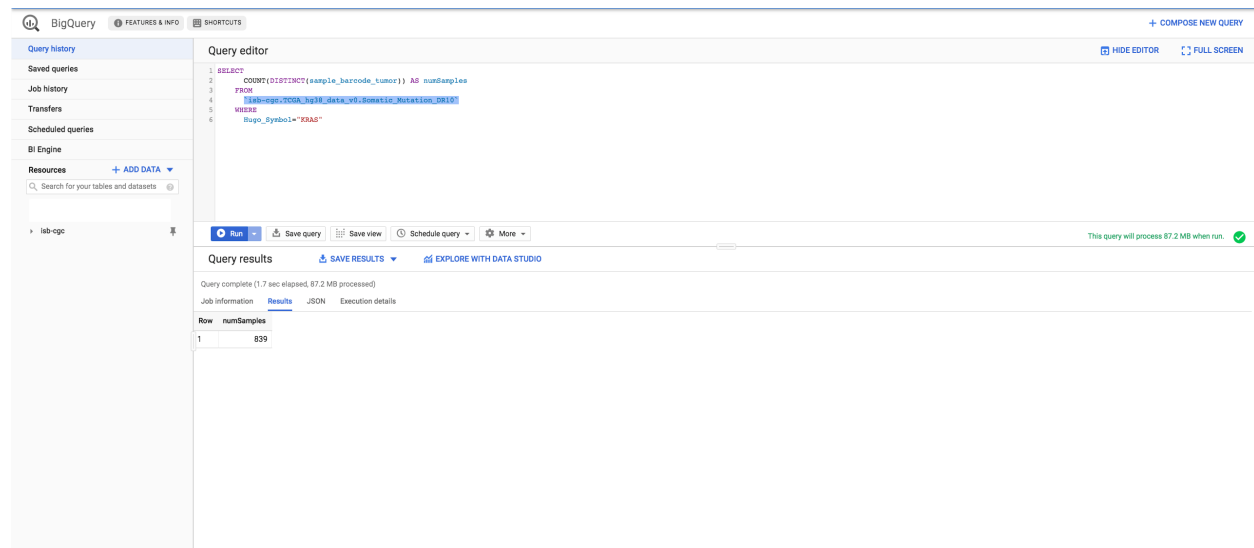 BigQuery FEATURES & INFO SHORTCUTS + COMPOSE NEW QUERY
Query history
Saved queries
Job history
Transfers
Scheduled queries
BI Engine
Resources + ADD DATA
Search for your tables and datasets
isb-cgc
Query editor HIDE EDITOR FULL SCREEN
1 SELECT
2 COUNT(DISTINCT(sample_barcode_tumor)) AS numSamples
3 FROM
4 `isb-cgc.TCGA_hg38_data_v0.Somatic_Mutation_DR10`
5 WHERE
6 Hugo_Symbol="KRAS"
Run Save query Save view Schedule query More This query will process 87.2 MB when run.
Query results SAVE RESULTS EXPLORE WITH DATA STUDIO
Query complete (1.7 sec elapsed, 87.2 MB processed)
Job information Results JSON Execution details
Row numSamples
1 839